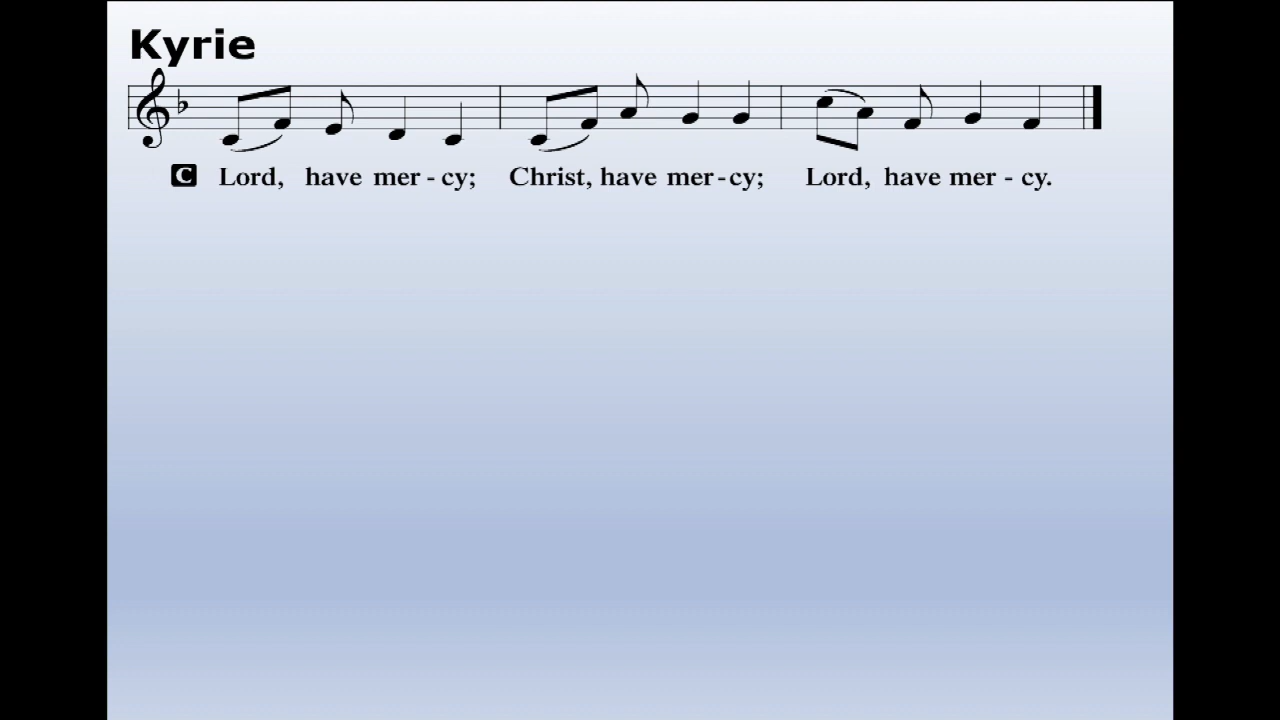 Kyrie
C Lord, have mer - cy; Christ, have mer - cy; Lord, have mer - cy.